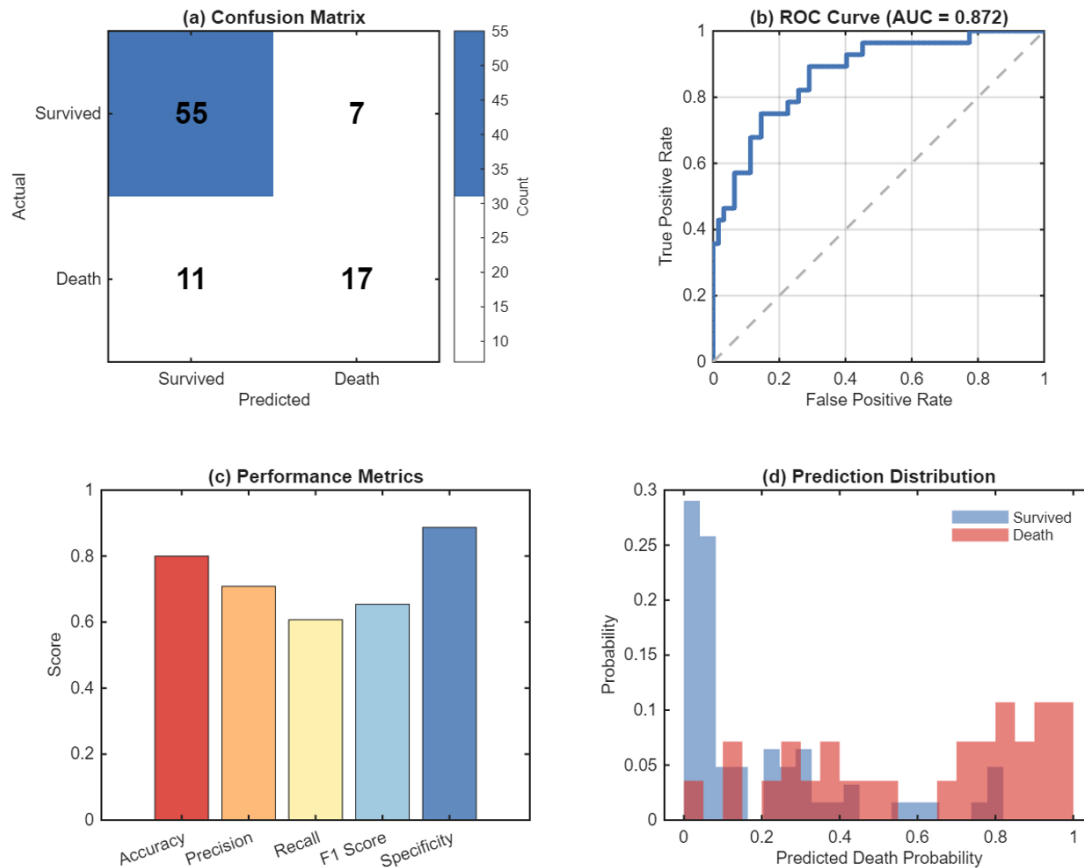 (a) Confusion Matrix
Actual
Survived
Death
55
7
11
17
Survived
Death
Predicted
55
50
45
40
35
30
25
20
15
10
Count
(b) ROC Curve (AUC = 0.872)
True Positive Rate
1
0.8
0.6
0.4
0.2
0
0
0.2
0.4
0.6
0.8
1
False Positive Rate
(c) Performance Metrics
Score
1
0.8
0.6
0.4
0.2
0
Accuracy
Precision
Recall
F1 Score
Specificity
(d) Prediction Distribution
Probability
0.3
0.25
0.2
0.15
0.1
0.05
0
Survived
Death
0
0.2
0.4
0.6
0.8
1
Predicted Death Probability